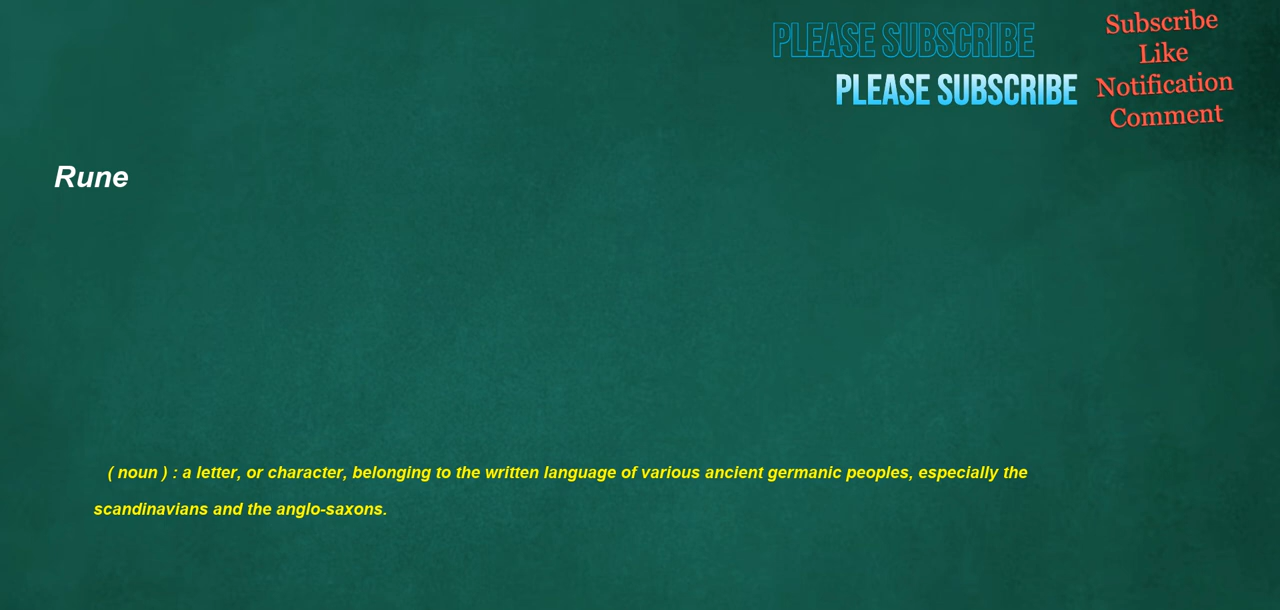 PLEASE SUBSCRIBE
PLEASE SUBSCRIBE
Subscribe
Like
Notification
Comment
Rune
( noun ) : a letter, or character, belonging to the written language of various ancient germanic peoples, especially the
scandinavians and the anglo-saxons.